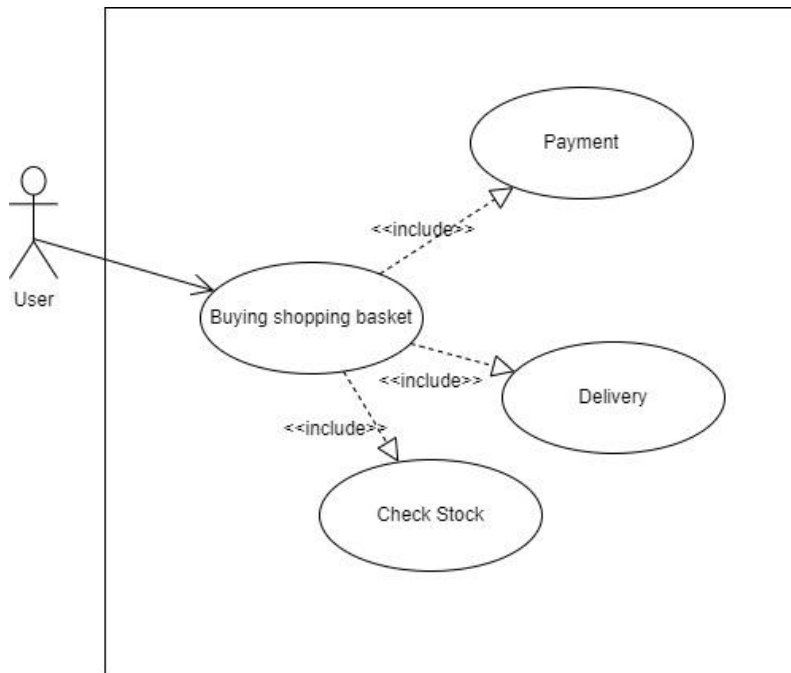 Payment
<<include>>
User
Buying shopping basket
<<include>>
Delivery
<<include>>
Check Stock